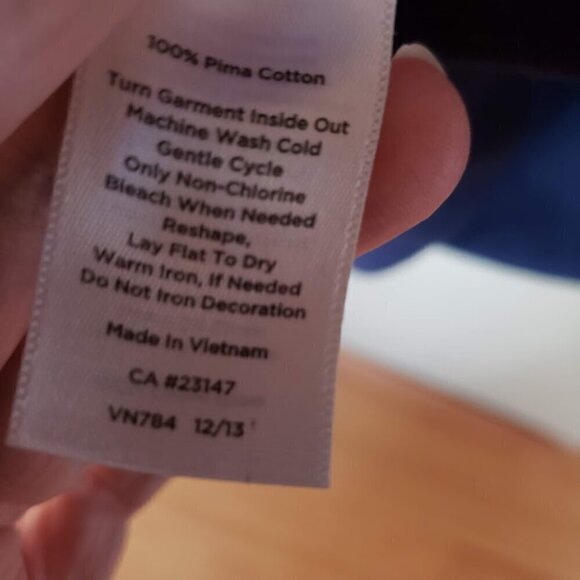 100% Pima Cotton
Turn Garment Inside Out
Machine Wash Cold
Gentle Cycle
Only Non-Chlorine
Bleach When Needed
Reshape,
Lay Flat To Dry
Warm Iron, If Needed
Do Not Iron Decoration
Made In Vietnam
CA #23147
VN784 12/13